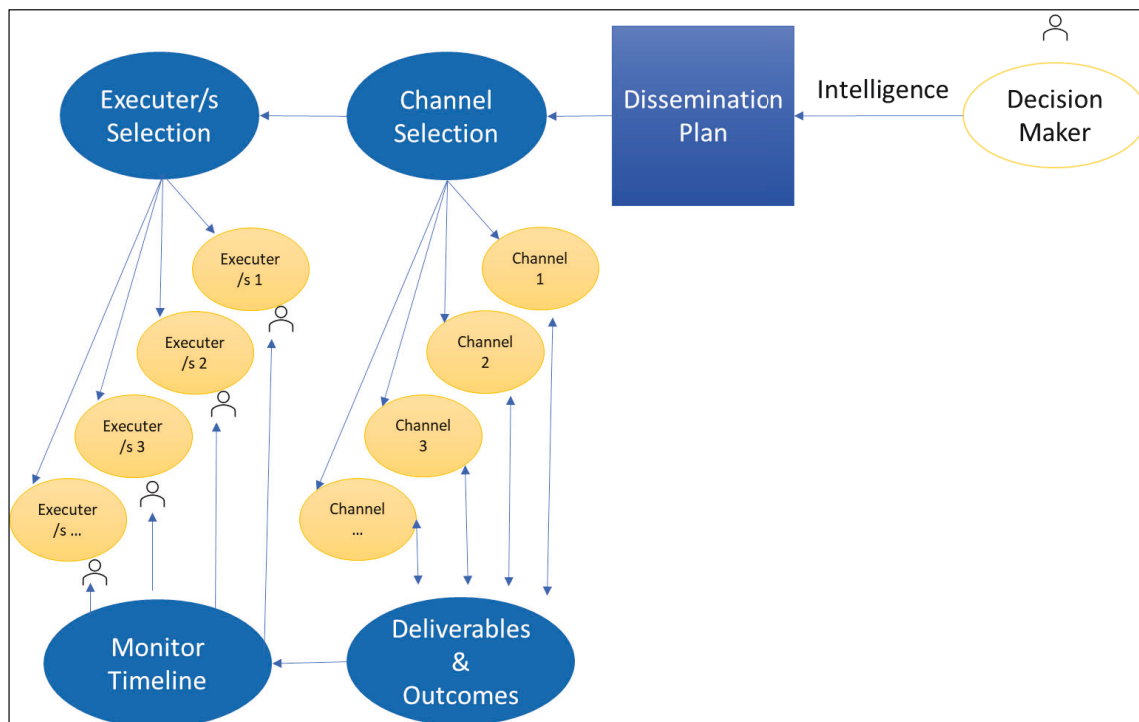 Executer/s
Selection
Channel
Selection
Dissemination
Plan
Intelligence
Decision
Maker
Executer
/s 1
Executer
/s 2
Executer
/s 3
Executer
/s ...
Channel
1
Channel
2
Channel
3
Channel
...
Monitor
Timeline
Deliverables
&
Outcomes